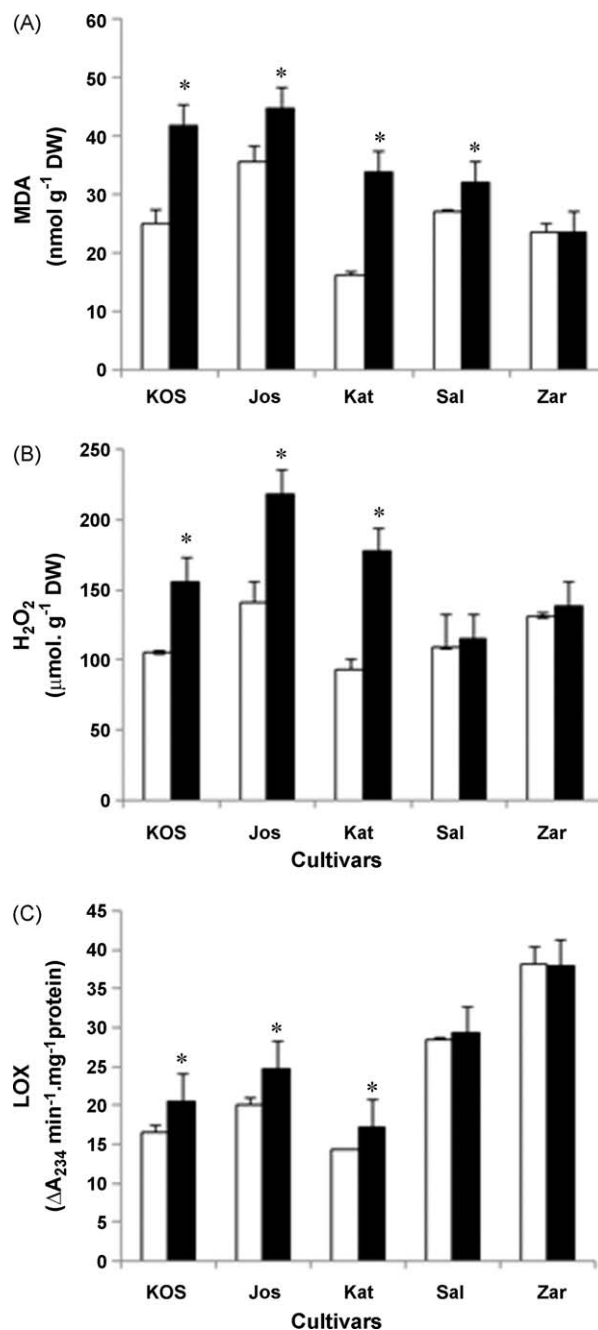 (A)
60
50
40
30
20
10
0
MDA
(nmol g⁻¹ DW)
*
*
*
*
KOS Jos Kat Sal Zar
(B)
250
200
150
100
50
0
H₂O₂
(μmol. g⁻¹ DW)
*
*
*
KOS Jos Kat Sal Zar
Cultivars
(C)
45
40
35
30
25
20
15
10
5
0
LOX
(ΔA₂₃₄ min⁻¹.mg⁻¹protein)
*
*
*
KOS Jos Kat Sal Zar
Cultivars